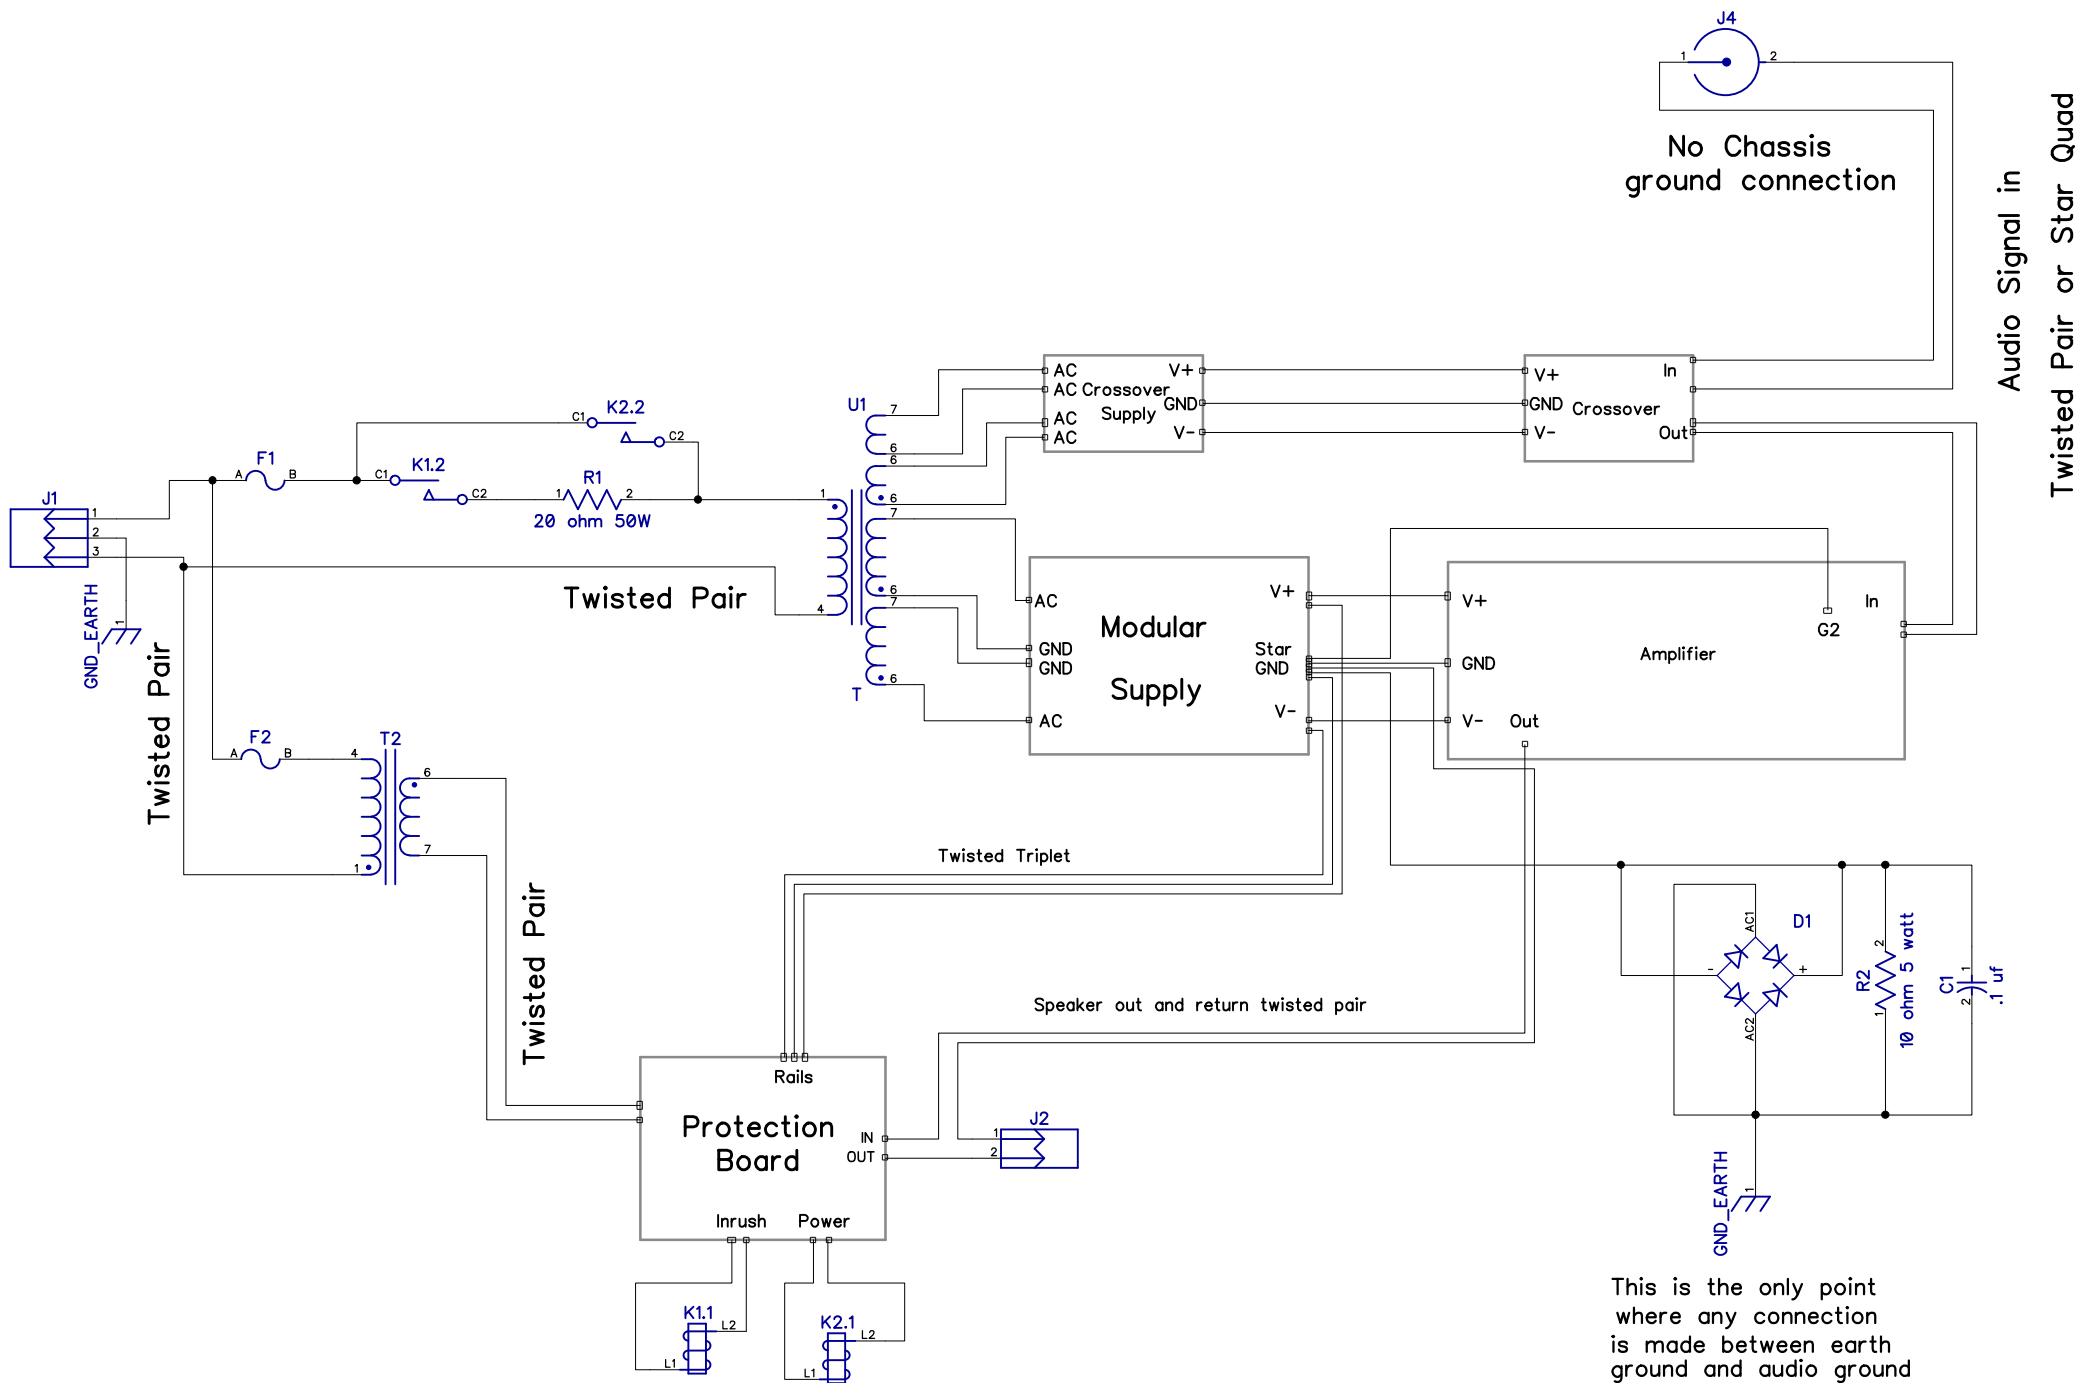 J4
1
2
No Chassis
ground connection
Audio Signal in
Twisted Pair or Star Quad
J1
1
2
3
GND_EARTH
1
Twisted Pair
A
F1
B
C1
K2.2
C2
C1
K1.2
C2
1
R1
2
20 ohm 50W
Twisted Pair
U1
1
4
7
6
6
6
7
6
7
6
T
AC
AC
AC
AC
Crossover
Supply
V+
GND
V-
V+
GND
V-
Crossover
In
Out
AC
GND
GND
AC
Modular
Supply
V+
Star
GND
V-
V+
GND
V-
Out
Amplifier
G2
In
A
F2
B
4
1
T2
6
7
Twisted Pair
Twisted Triplet
Speaker out and return twisted pair
Rails
Protection
Board
IN
OUT
Inrush
Power
J2
1
2
K1.1
L2
L1
K2.1
L2
L1
AC1
D1
-
+
AC2
2
R2
1
10 ohm 5 watt
1
C1
2
.1 uf
GND_EARTH
1
This is the only point
where any connection
is made between earth
ground and audio ground